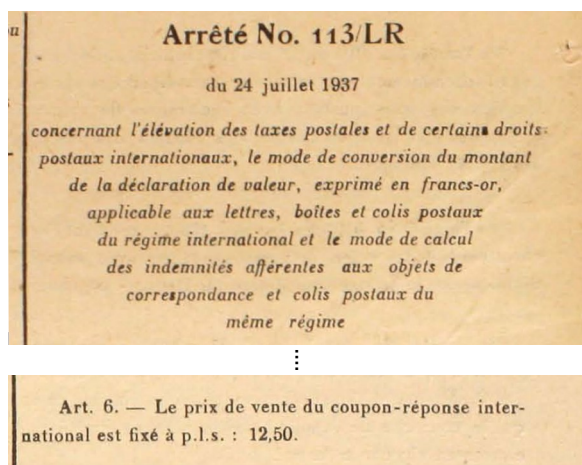 Arrêté No. 113/LR
du 24 juillet 1937
concernant l'élévation des taxes postales et de certains droits
postaux internationaux, le mode de conversion du montant
de la déclaration de valeur, exprimé en francs-or,
applicable aux lettres, boîtes et colis postaux
du régime international et le mode de calcul
des indemnités afférentes aux objets de
correspondance et colis postaux du
même régime
Art. 6. — Le prix de vente du coupon-réponse inter-
national est fixé à p.l.s. : 12,50.